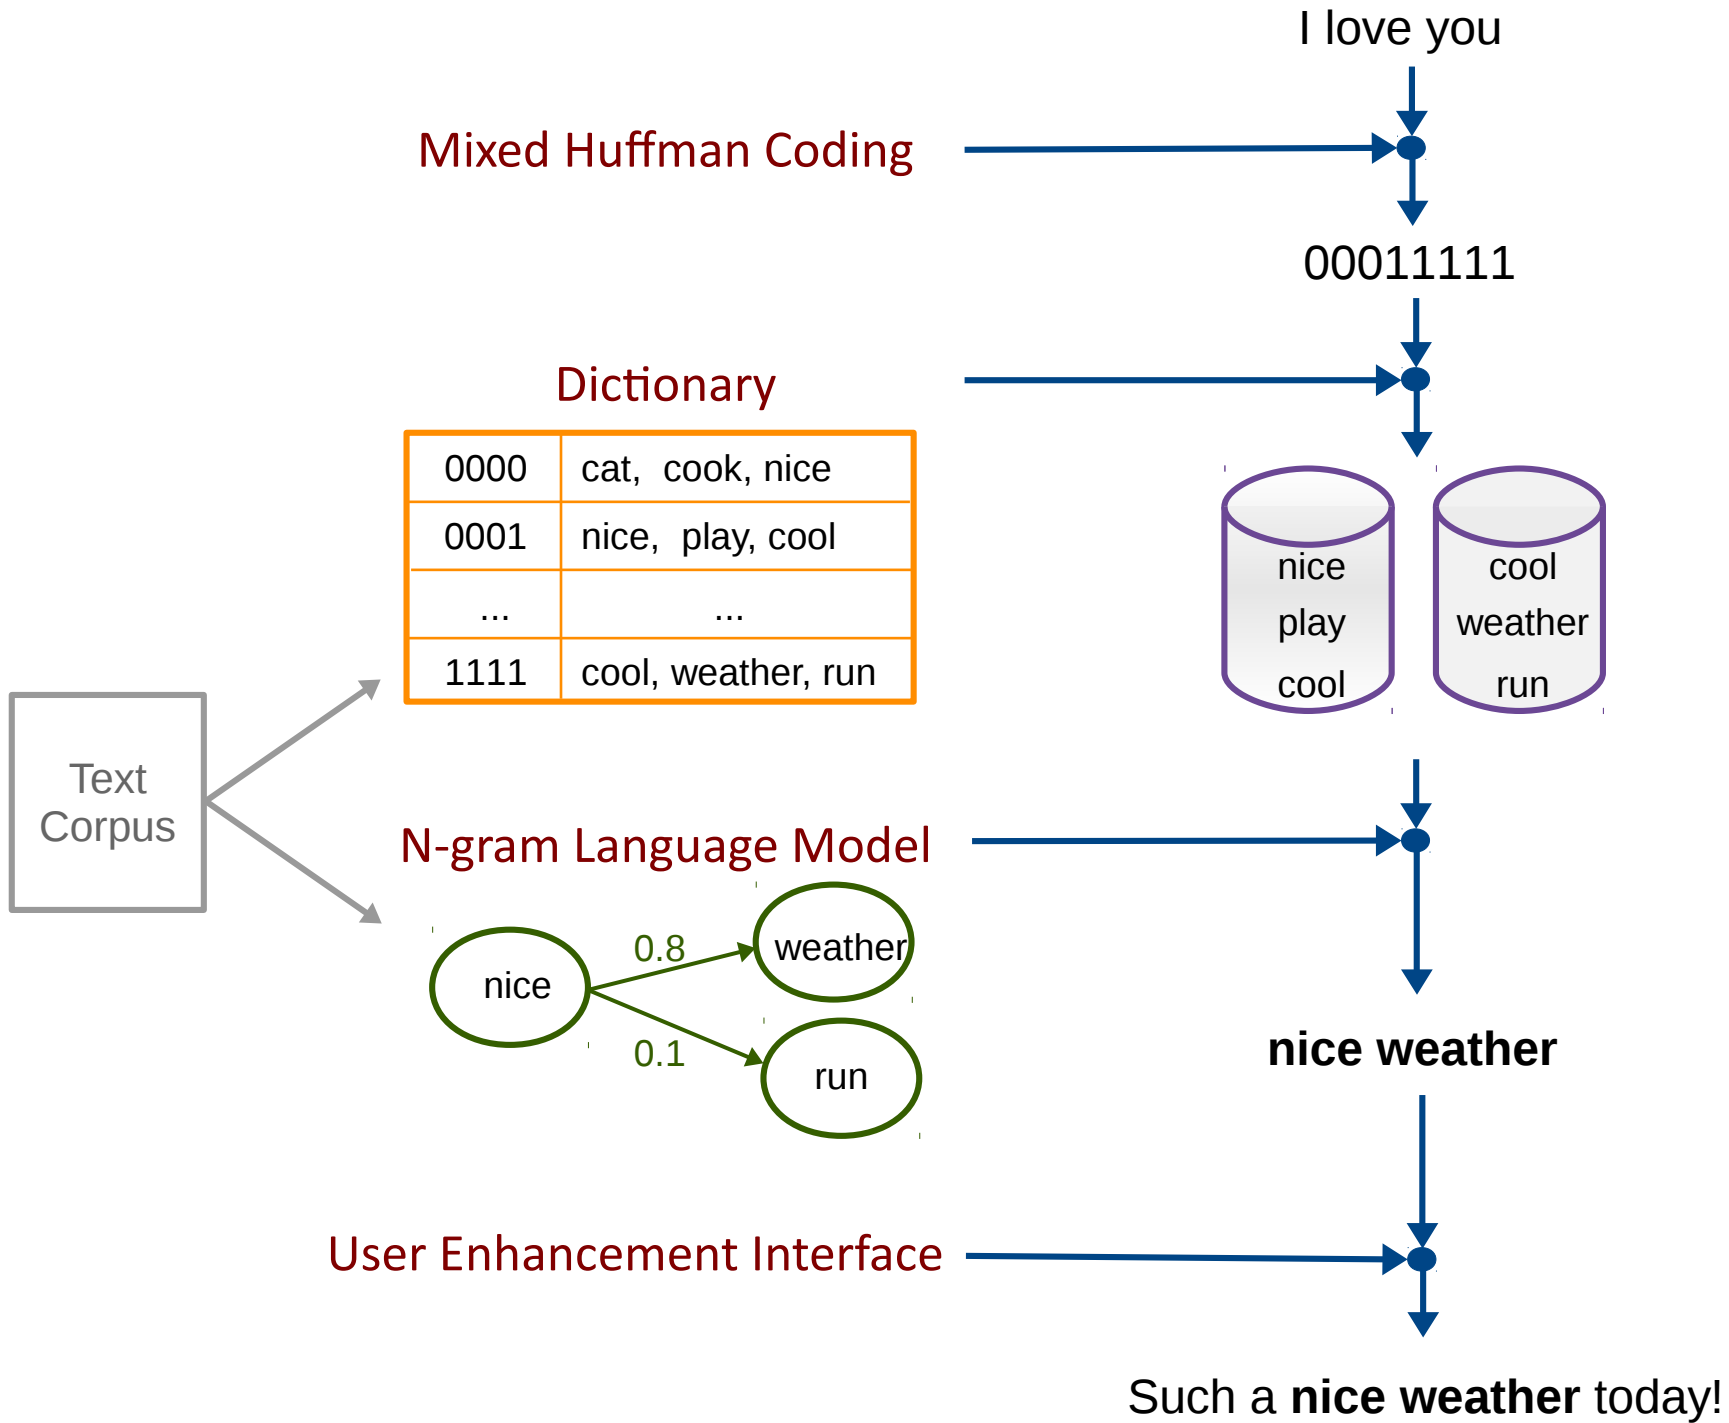 I love you
Mixed Huffman Coding
00011111
Dictionary
0000 cat, cook, nice
0001 nice, play, cool
... ...
1111 cool, weather, run
nice
play
cool
cool
weather
run
Text
Corpus
N-gram Language Model
nice
0.8
weather
0.1
run
nice weather
User Enhancement Interface
Such a nice weather today!